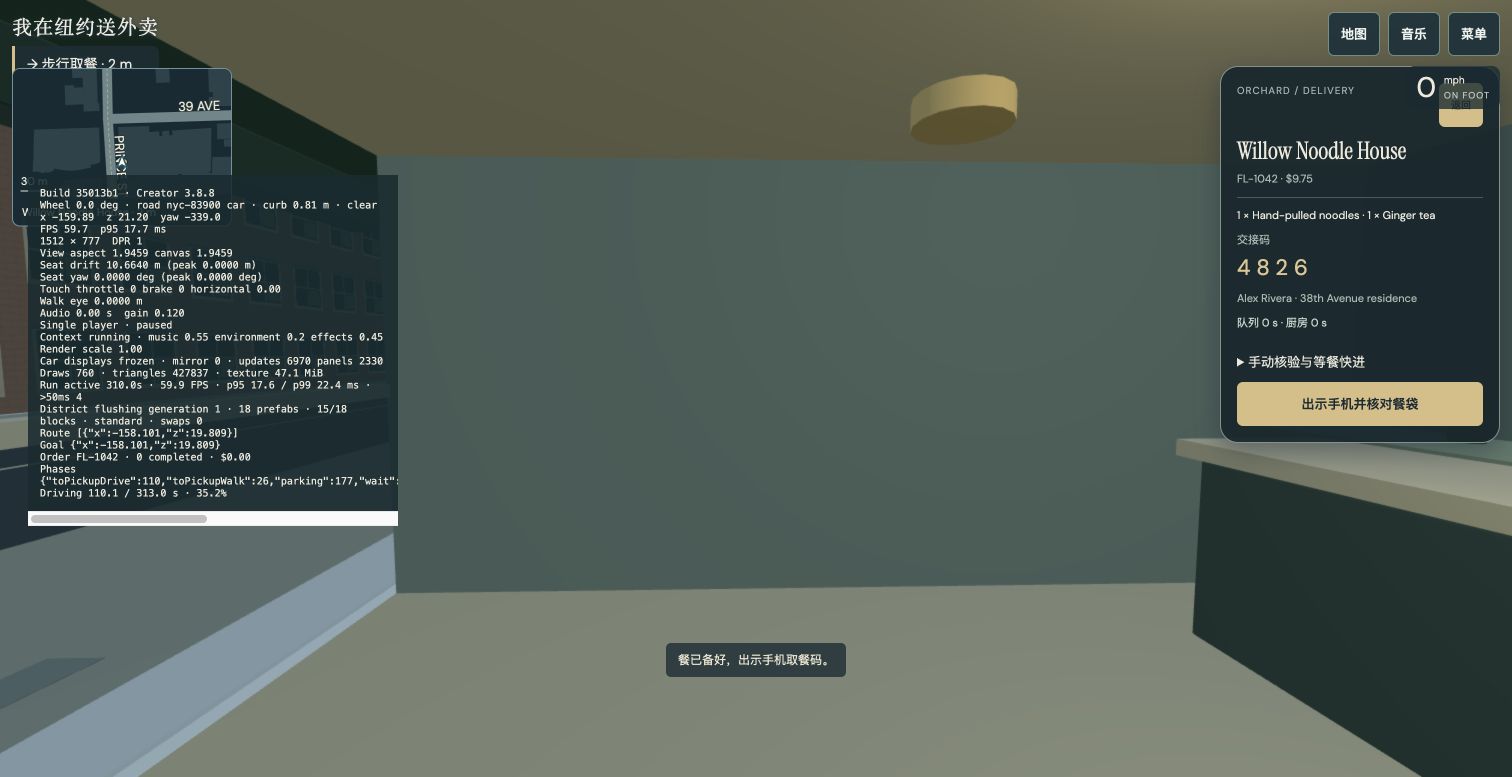 我在纽约送外卖
→ 步行取餐 · 2 m
39 AVE
30 m
地图
音乐
菜单
Build 35013b1 · Creator 3.8.8
Wheel 0.0 deg · road nyc-83900 car · curb 0.81 m · clear
x -159.89  z 21.20  yaw -339.0
FPS 59.7  p95 17.7 ms
1512 × 777  DPR 1
View aspect 1.9459 canvas 1.9459
Seat drift 10.6640 m (peak 0.0000 m)
Seat yaw 0.0000 deg (peak 0.0000 deg)
Touch throttle 0 brake 0 horizontal 0.00
Walk eye 0.0000 m
Audio 0.00 s  gain 0.120
Single player · paused
Context running · music 0.55 environment 0.2 effects 0.45
Render scale 1.00
Car displays frozen · mirror 0 · updates 6970 panels 2330
Draws 760 · triangles 427837 · texture 47.1 MiB
Run active 310.0s · 59.9 FPS · p95 17.6 / p99 22.4 ms ·
>50ms 4
District flushing generation 1 · 18 prefabs · 15/18
blocks · standard · swaps 0
Route [{"x":-158.101,"z":19.809}]
Goal {"x":-158.101,"z":19.809}
Order FL-1042 · 0 completed · $0.00
Phases
{"toPickupDrive":110,"toPickupWalk":26,"parking":177,"wait":
Driving 110.1 / 313.0 s · 35.2%
ORCHARD / DELIVERY
0 mph
ON FOOT
返回
Willow Noodle House
FL-1042 · $9.75
1 × Hand-pulled noodles · 1 × Ginger tea
交接码
4826
Alex Rivera · 38th Avenue residence
队列 0 s · 厨房 0 s
▶ 手动核验与等餐快进
出示手机并核对餐袋
餐已备好，出示手机取餐码。